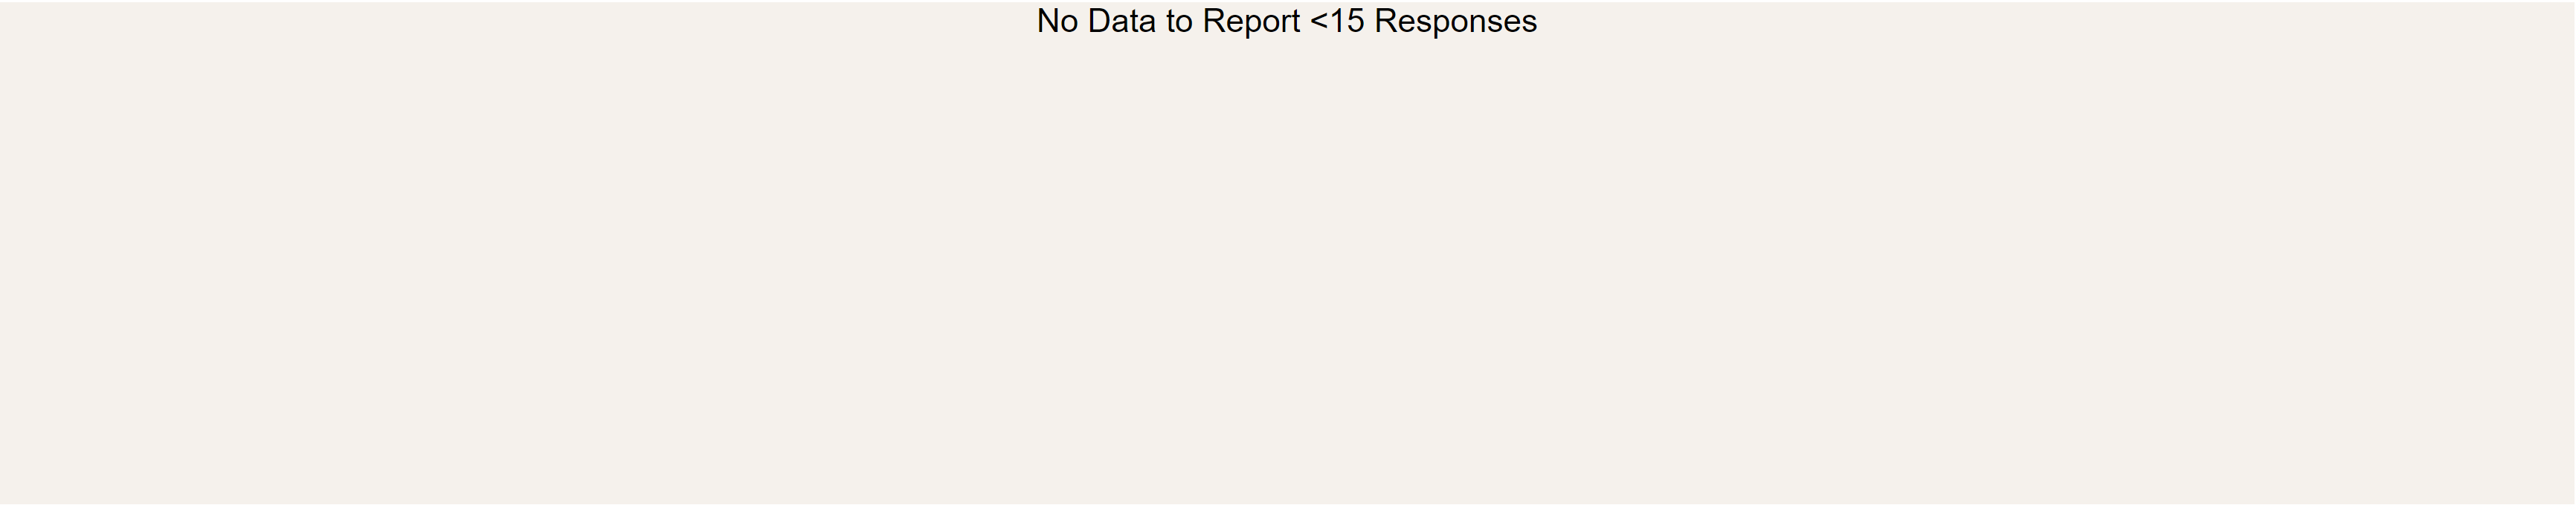 No Data to Report <15 Responses